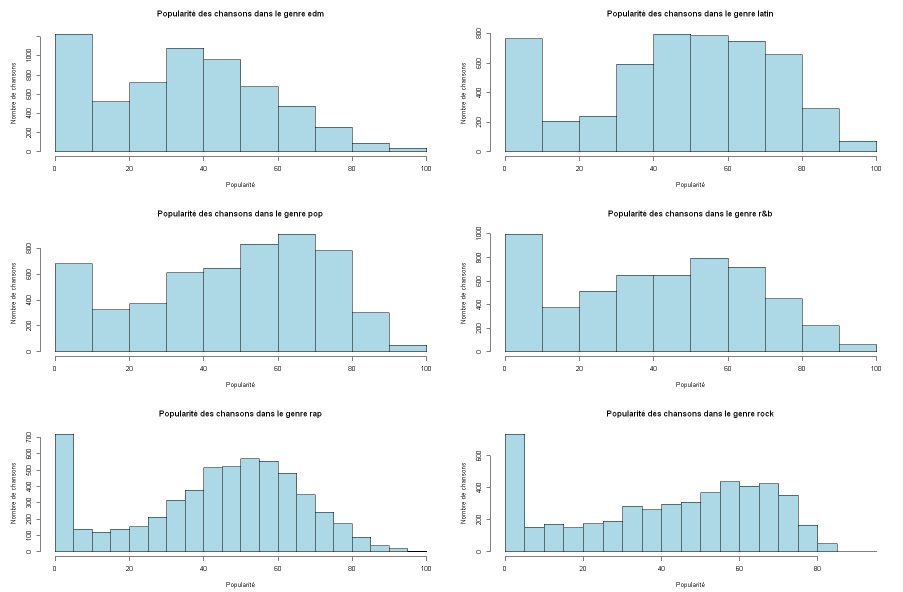 Popularité des chansons dans le genre edm
Nombre de chansons
0 200 400 600 800 1000
0 20 40 60 80 100
Popularité
Popularité des chansons dans le genre latin
Nombre de chansons
0 200 400 600 800
0 20 40 60 80 100
Popularité
Popularité des chansons dans le genre pop
Nombre de chansons
0 200 400 600 800
0 20 40 60 80 100
Popularité
Popularité des chansons dans le genre r&b
Nombre de chansons
0 200 400 600 800 1000
0 20 40 60 80 100
Popularité
Popularité des chansons dans le genre rap
Nombre de chansons
0 100 200 300 400 500 600 700
0 20 40 60 80 100
Popularité
Popularité des chansons dans le genre rock
Nombre de chansons
0 200 400 600
0 20 40 60 80
Popularité